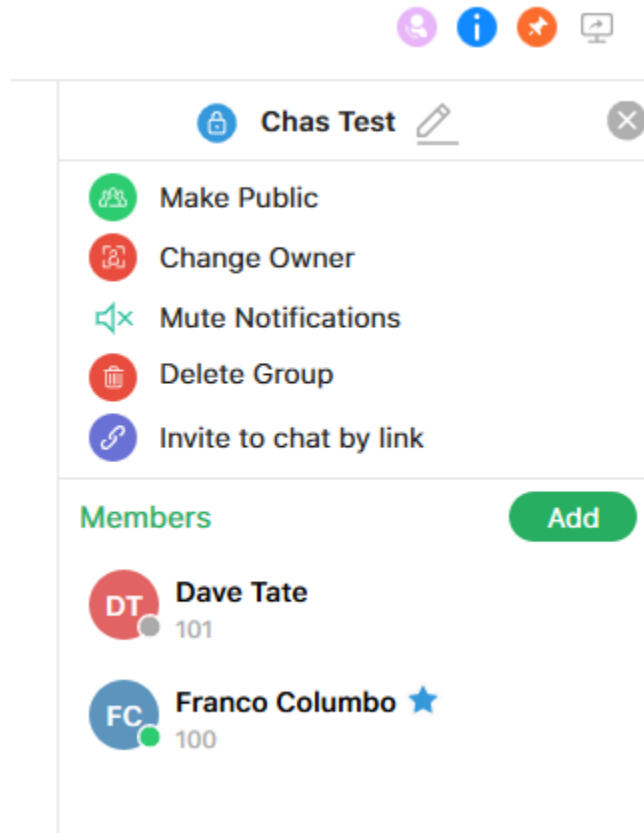 Chas Test
Make Public
Change Owner
Mute Notifications
Delete Group
Invite to chat by link
Members
Add
DT
Dave Tate
101
FC
Franco Columbo
100